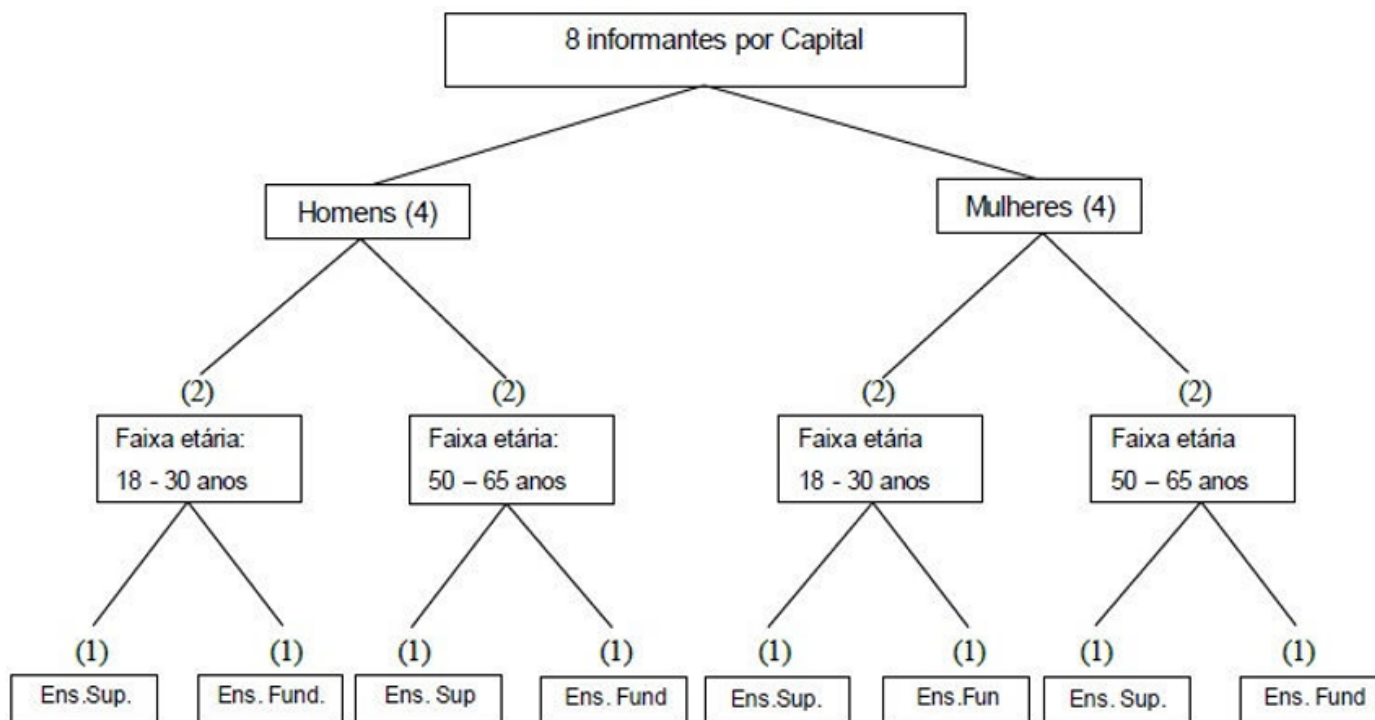 8 informantes por Capital
Homens (4)
Mulheres (4)
(2)
(2)
(2)
(2)
Faixa etária:
18 - 30 anos
Faixa etária:
50 – 65 anos
Faixa etária
18 - 30 anos
Faixa etária
50 – 65 anos
(1)
(1)
(1)
(1)
(1)
(1)
(1)
(1)
Ens.Sup.
Ens. Fund.
Ens. Sup
Ens. Fund
Ens.Sup.
Ens.Fun
Ens. Sup.
Ens. Fund